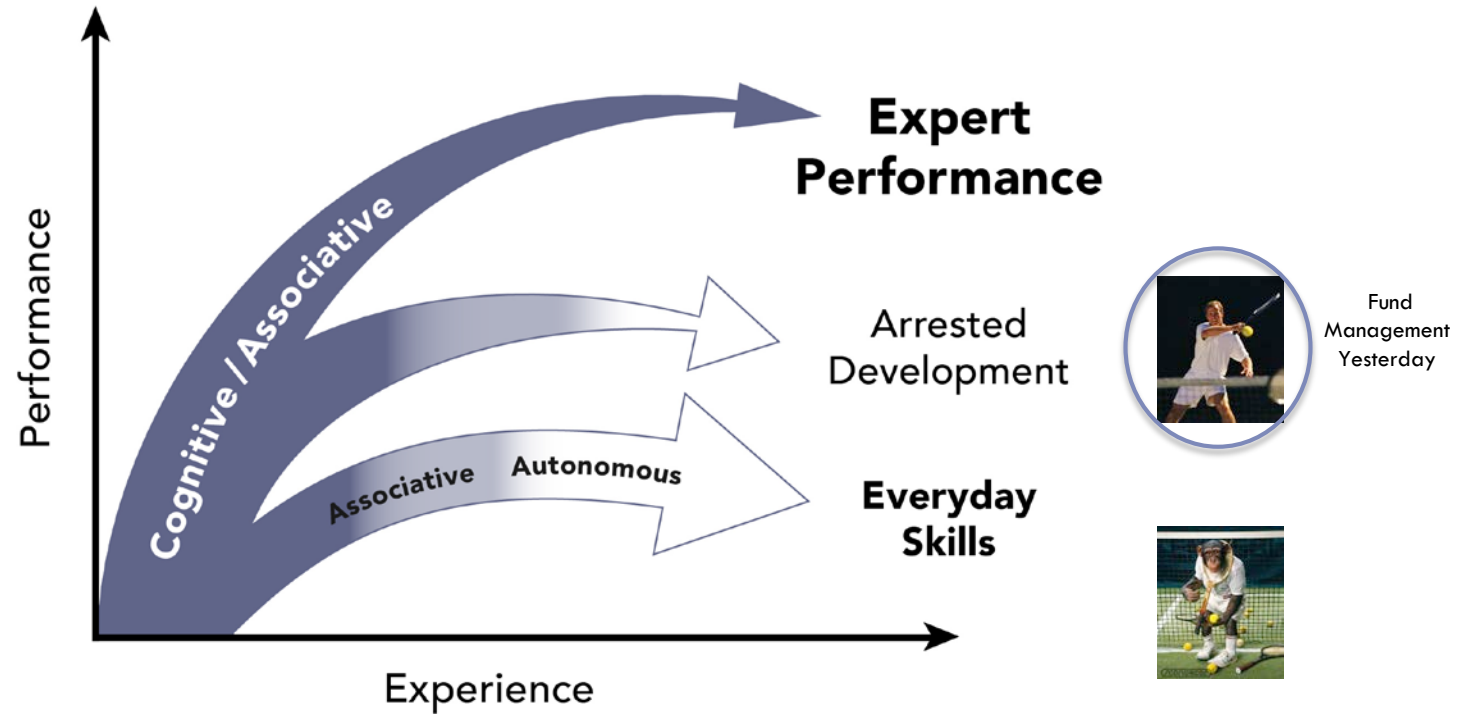 Performance
Experience
Cognitive / Associative
Associative
Autonomous
Expert
Performance
Arrested
Development
Everyday
Skills
Fund
Management
Yesterday